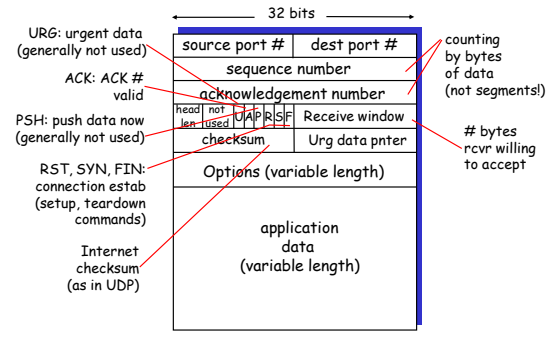 32 bits
source port #
dest port #
sequence number
acknowledgement number
head
len
not
used
U
A
P
R
S
F
Receive window
checksum
Urg data pnter
Options (variable length)
application
data
(variable length)
URG: urgent data
(generally not used)
ACK: ACK #
valid
PSH: push data now
(generally not used)
RST, SYN, FIN:
connection estab
(setup, teardown
commands)
Internet
checksum
(as in UDP)
counting
by bytes
of data
(not segments!)
# bytes
rcvr willing
to accept